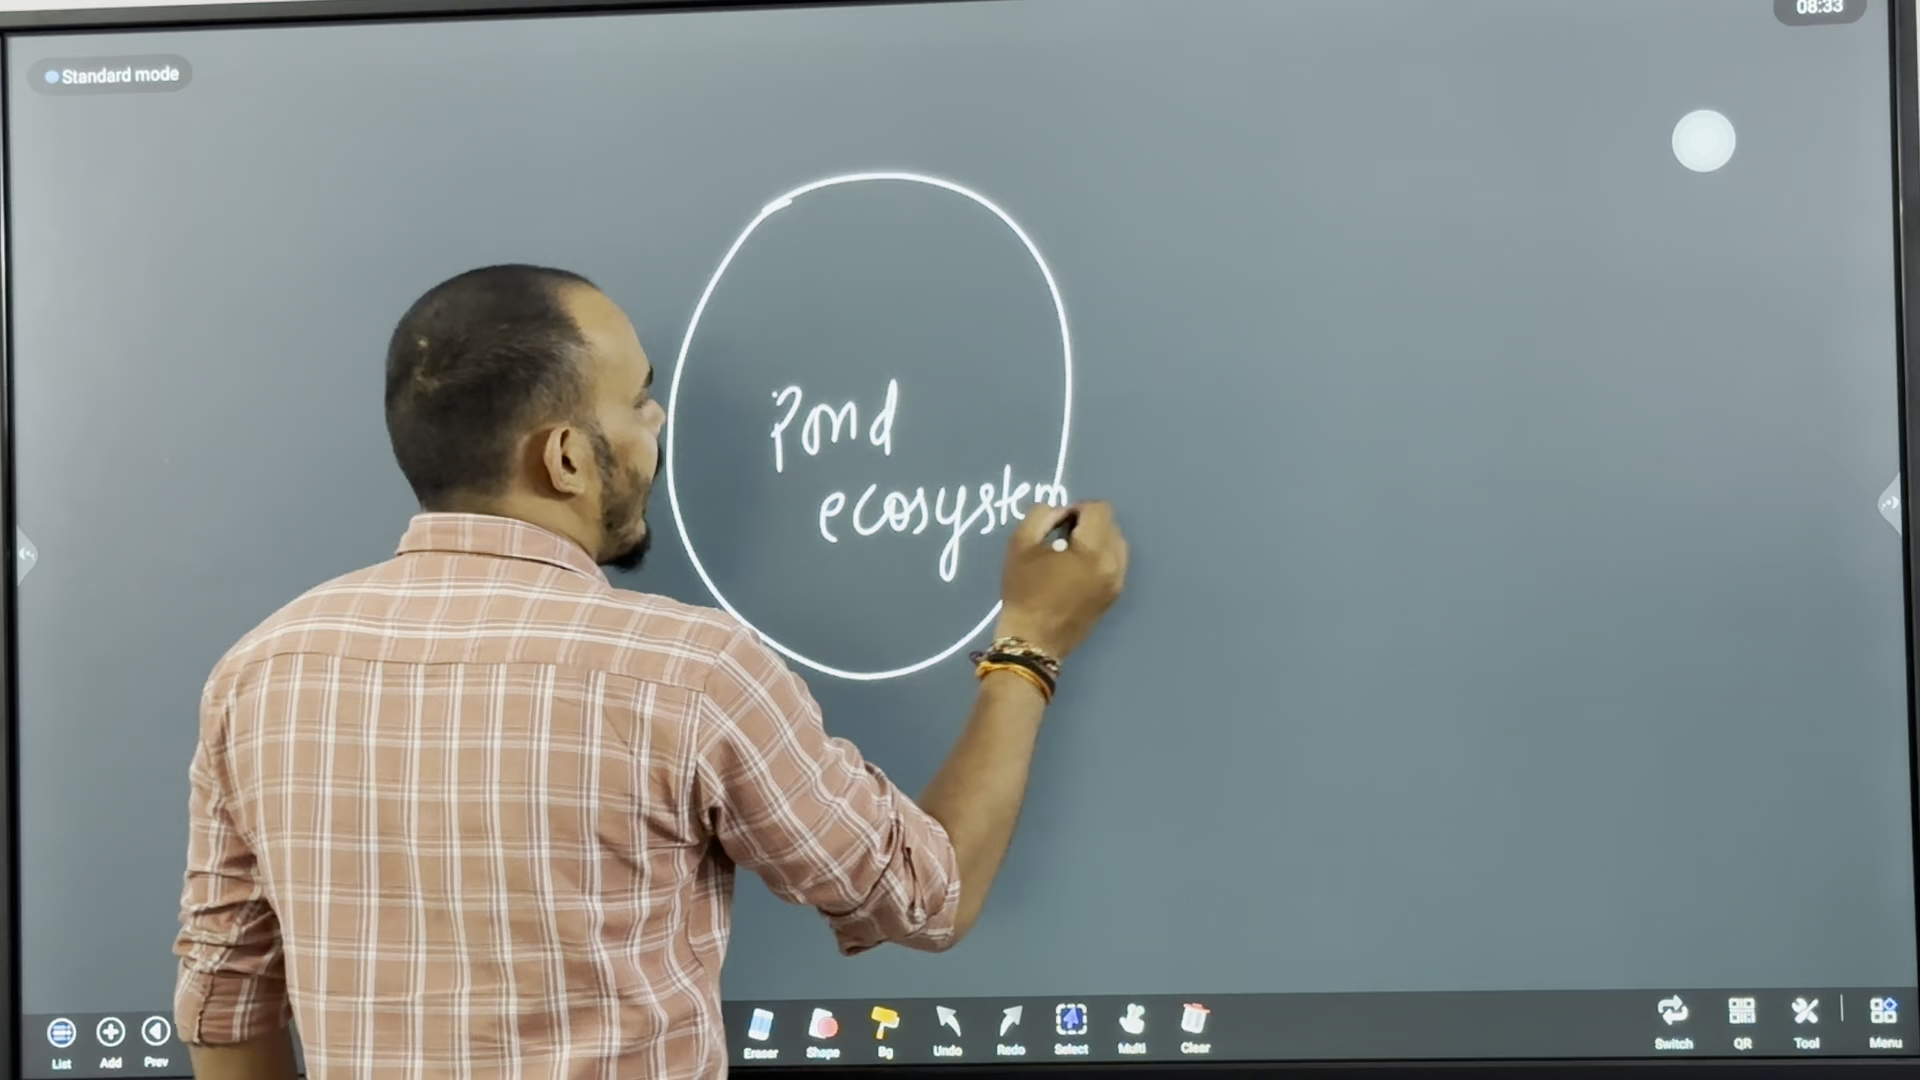 08:33
Standard mode
Pond
ecosystem
List Add Prev Eraser Shape Bg Undo Redo Select Multi Clear Switch QR Tool Menu